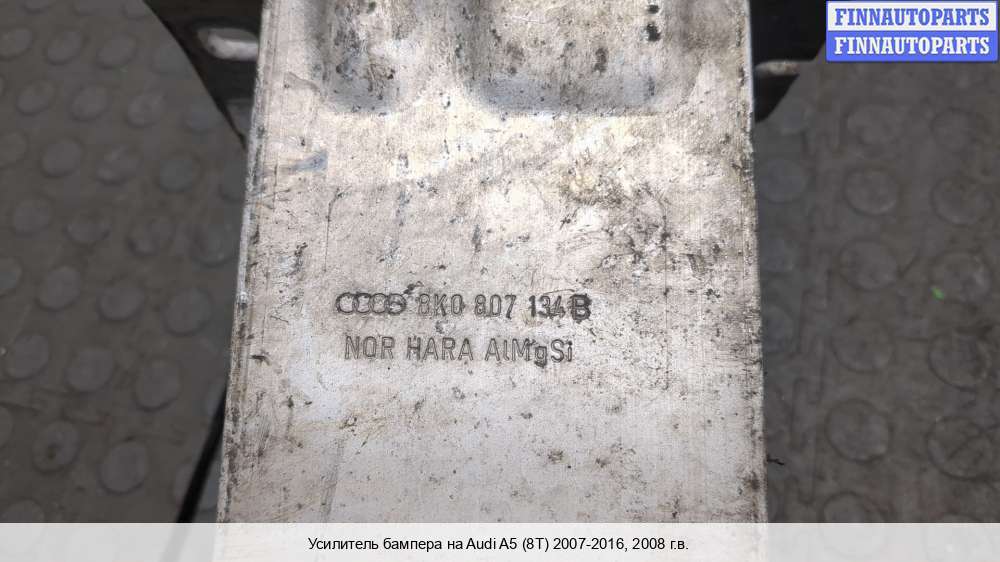 FINNAUTOPARTS
FINNAUTOPARTS
8K0 807 134 B
NOR HARA AlMgSi
Усилитель бампера на Audi A5 (8T) 2007-2016, 2008 г.в.